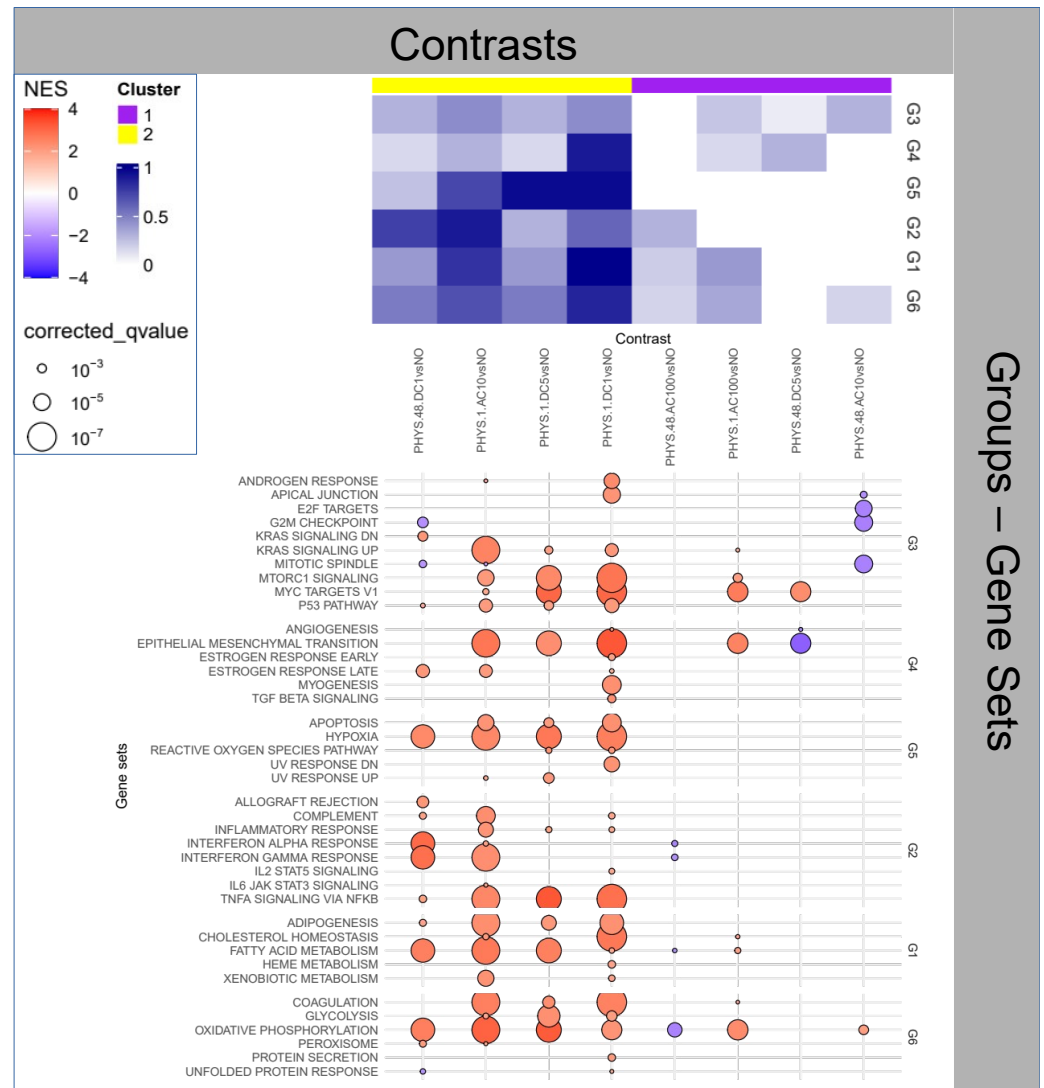 Contrasts
NES
4
2
0
−2
−4
Cluster
1
2
1
0.5
0
corrected_qvalue
10⁻³
10⁻⁵
10⁻⁷
G3
G4
G5
G2
G1
G6
Contrast
PHYS.48.DC1vsNO
PHYS.1.AC10vsNO
PHYS.1.DC5vsNO
PHYS.1.DC1vsNO
PHYS.48.AC100vsNO
PHYS.1.AC100vsNO
PHYS.48.DC5vsNO
PHYS.48.AC10vsNO
Groups – Gene Sets
Gene sets
ANDROGEN RESPONSE
APICAL JUNCTION
E2F TARGETS
G2M CHECKPOINT
KRAS SIGNALING DN
KRAS SIGNALING UP
MITOTIC SPINDLE
MTORC1 SIGNALING
MYC TARGETS V1
P53 PATHWAY
G3
ANGIOGENESIS
EPITHELIAL MESENCHYMAL TRANSITION
ESTROGEN RESPONSE EARLY
ESTROGEN RESPONSE LATE
MYOGENESIS
TGF BETA SIGNALING
G4
APOPTOSIS
HYPOXIA
REACTIVE OXYGEN SPECIES PATHWAY
UV RESPONSE DN
UV RESPONSE UP
G5
ALLOGRAFT REJECTION
COMPLEMENT
INFLAMMATORY RESPONSE
INTERFERON ALPHA RESPONSE
INTERFERON GAMMA RESPONSE
IL2 STAT5 SIGNALING
IL6 JAK STAT3 SIGNALING
TNFA SIGNALING VIA NFKB
G2
ADIPOGENESIS
CHOLESTEROL HOMEOSTASIS
FATTY ACID METABOLISM
HEME METABOLISM
XENOBIOTIC METABOLISM
G1
COAGULATION
GLYCOLYSIS
OXIDATIVE PHOSPHORYLATION
PEROXISOME
PROTEIN SECRETION
UNFOLDED PROTEIN RESPONSE
G6